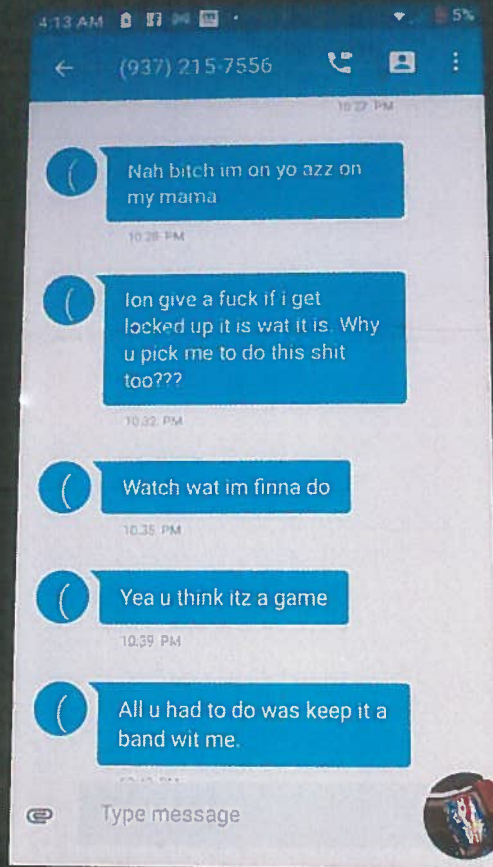 4:13 AM
5%
(937) 215-7556
10:27 PM
Nah bitch im on yo azz on
my mama
10:28 PM
Ion give a fuck if i get
locked up it is wat it is. Why
u pick me to do this shit
too???
10:32 PM
Watch wat im finna do
10:35 PM
Yea u think itz a game
10:39 PM
All u had to do was keep it a
band wit me.
Type message